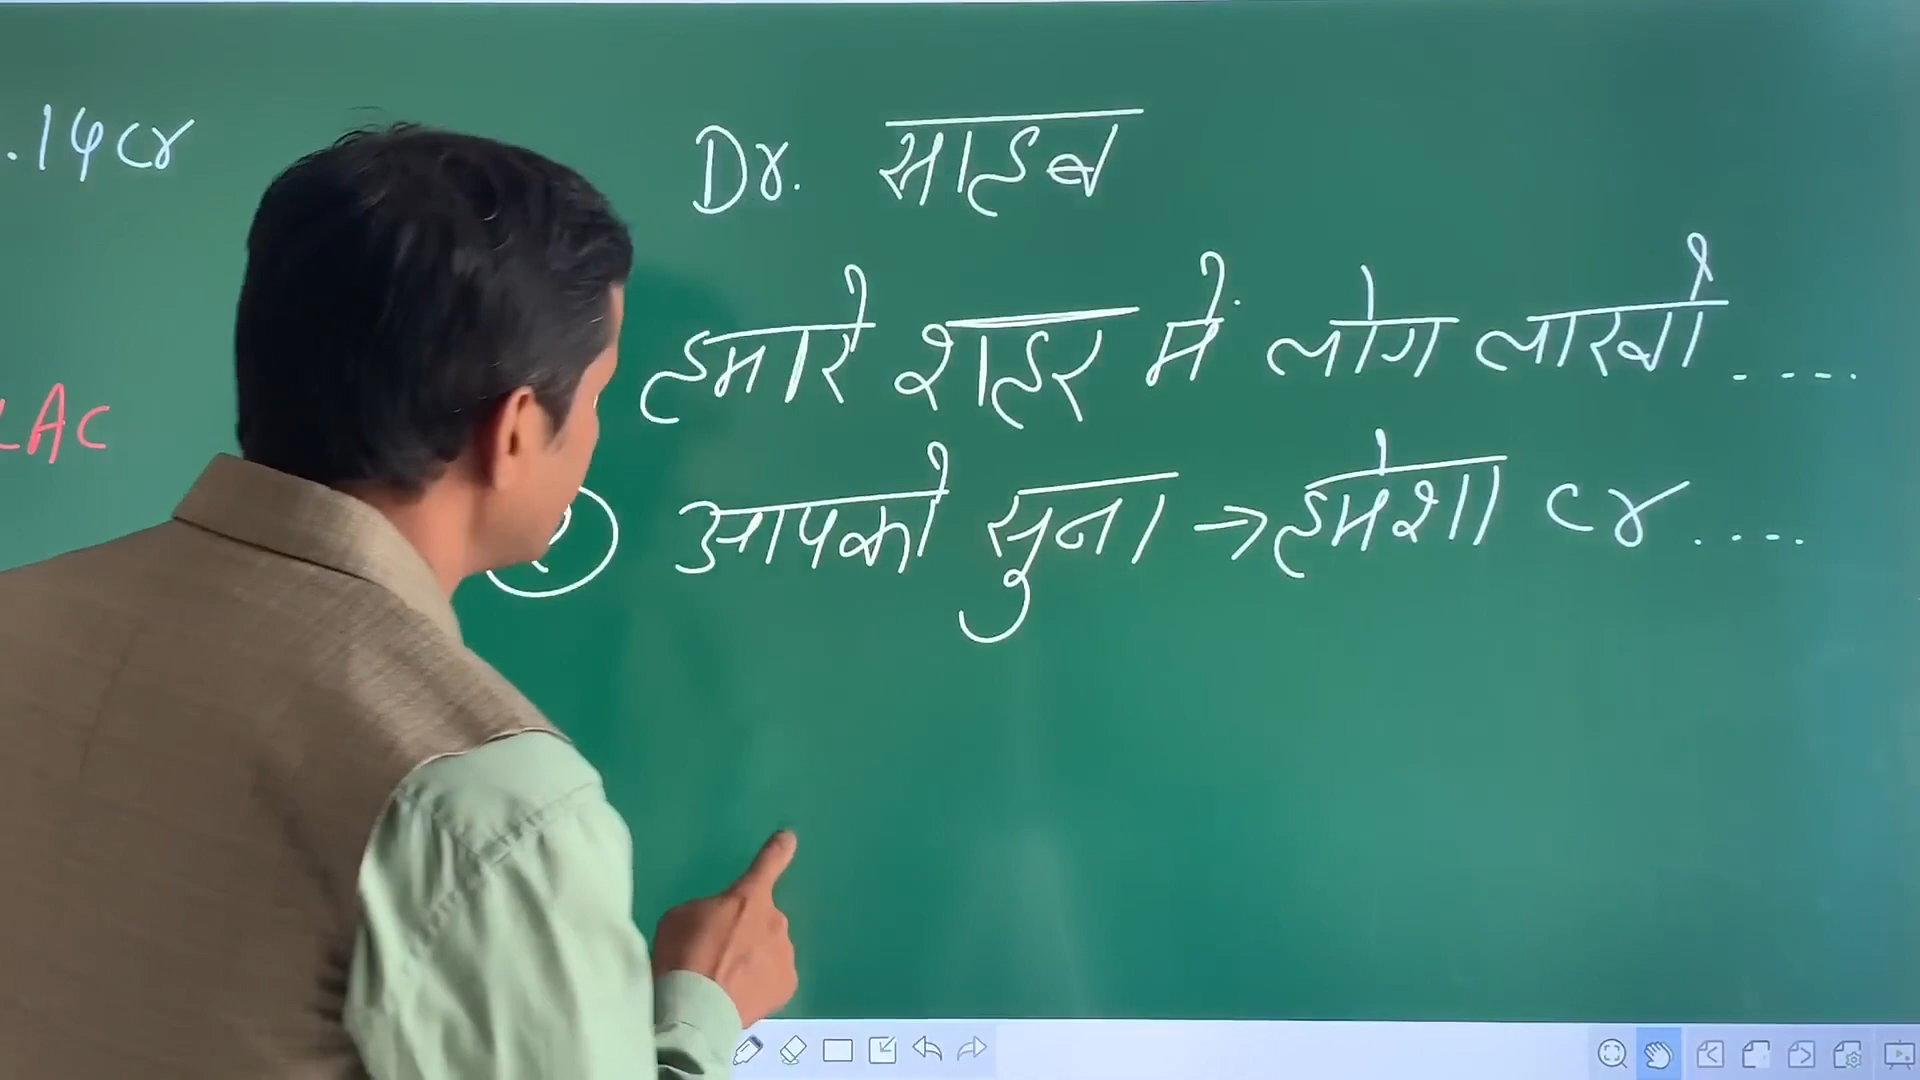 .14cr
Dr. साहब
हमारे शहर में लोग लाखो ....
LAC
आपको सुना → हमेशा cr ....